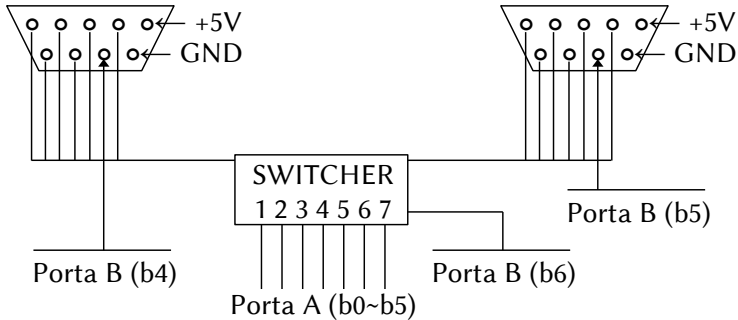 +5V
GND
+5V
GND
SWITCHER
1 2 3 4 5 6 7
Porta B (b5)
Porta B (b4)
Porta B (b6)
Porta A (b0~b5)